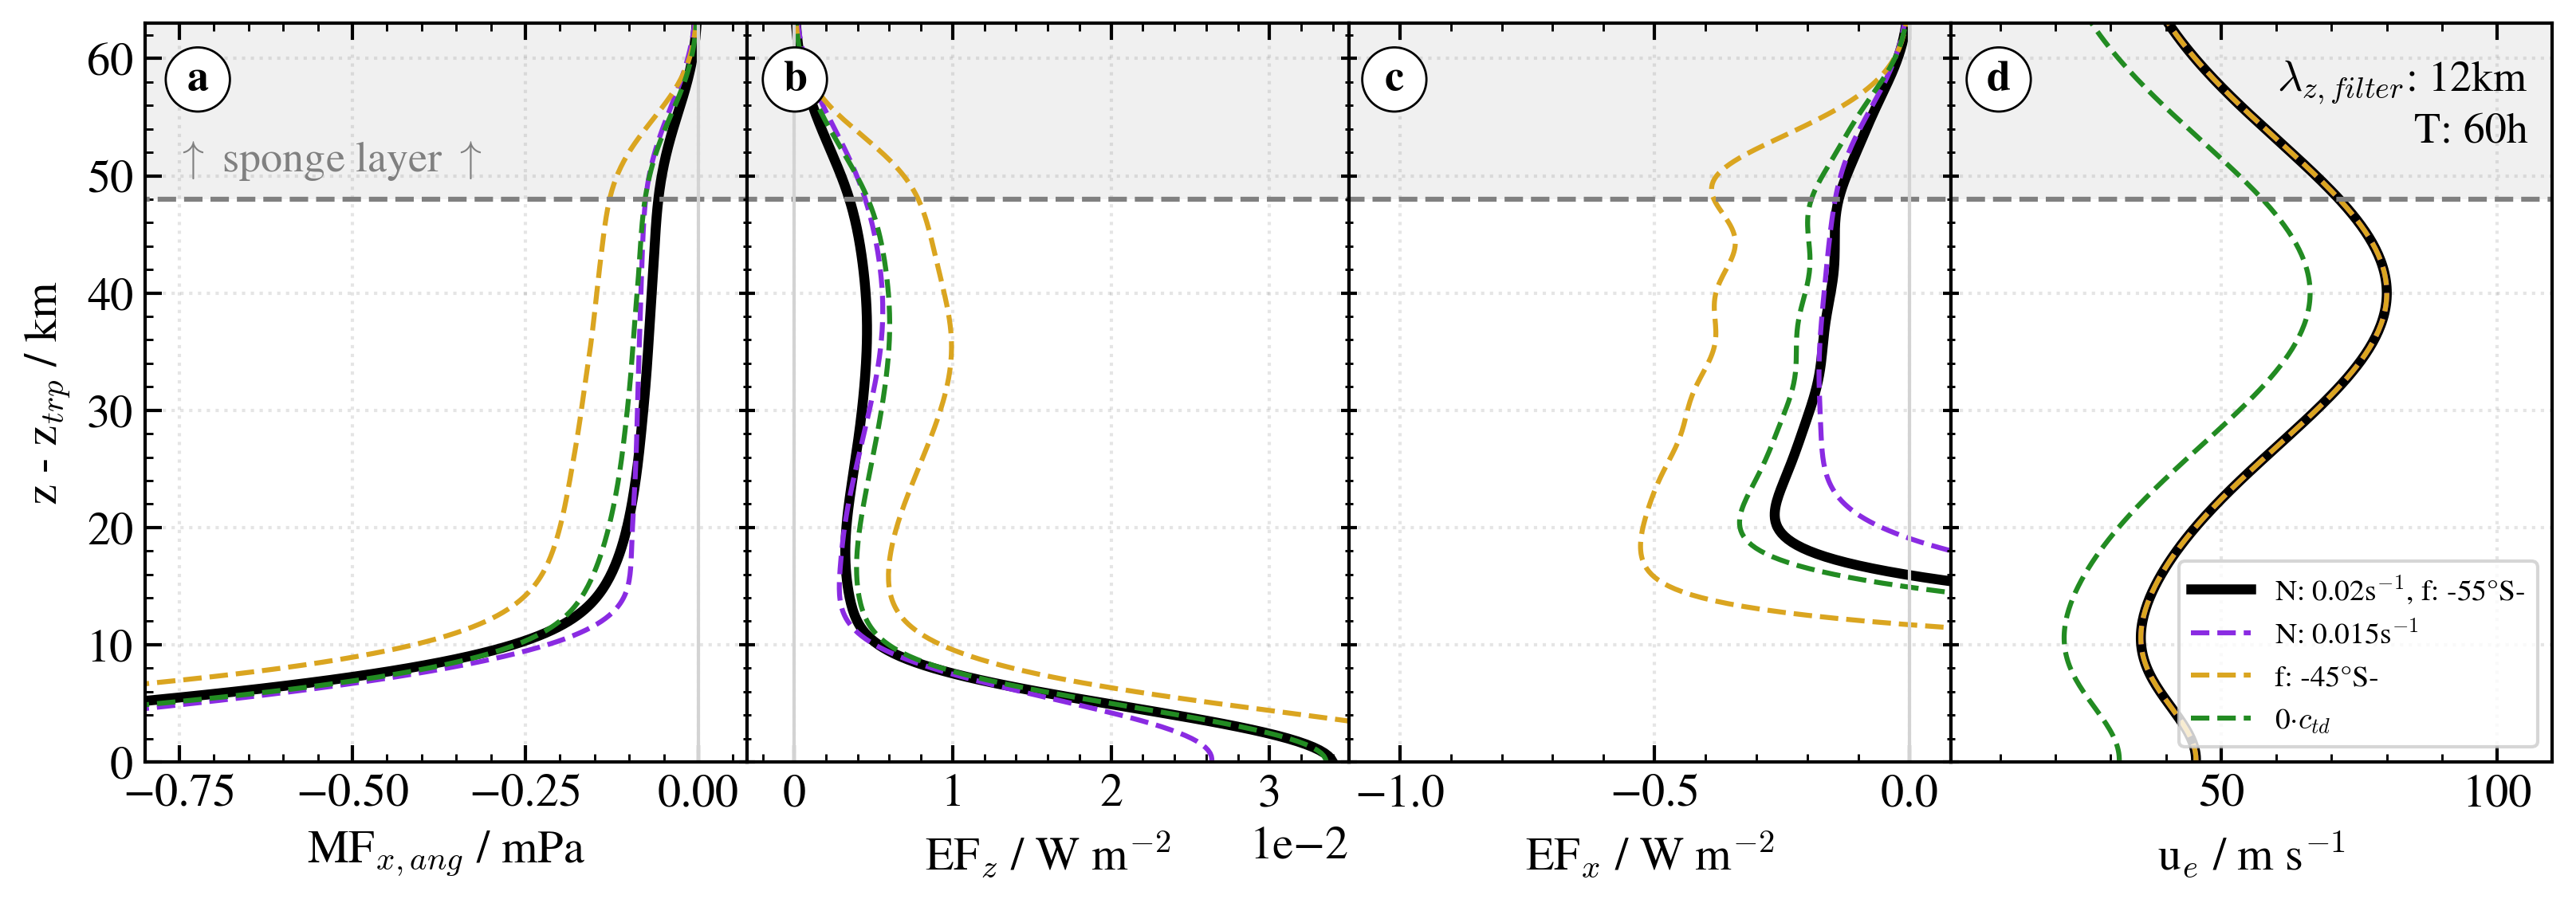 a
b
c
d
λz, filter: 12km
T: 60h
↑ sponge layer ↑
60
50
40
30
20
10
0
z - ztrp / km
N: 0.02s⁻¹, f: -55°S-
N: 0.015s⁻¹
f: -45°S-
0·ctd
−0.75 −0.50 −0.25 0.00
0 1 2 3
−1.0 −0.5 0.0
50 100
1e−2
MFx, ang / mPa
EFz / W m⁻²
EFx / W m⁻²
ue / m s⁻¹